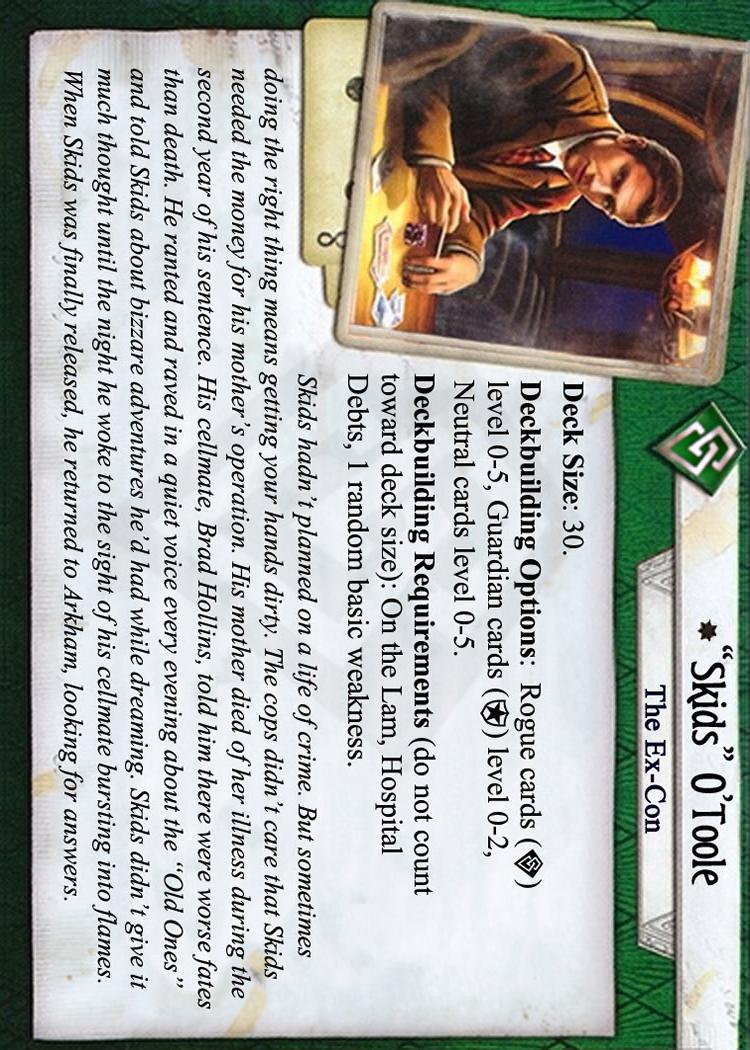 “Skids” O’Toole
The Ex-Con
Deck Size: 30.
Deckbuilding Options: Rogue cards ()
level 0-5, Guardian cards () level 0-2,
Neutral cards level 0-5.
Deckbuilding Requirements (do not count
toward deck size): On the Lam, Hospital
Debts, 1 random basic weakness.
Skids hadn’t planned on a life of crime. But sometimes
doing the right thing means getting your hands dirty. The cops didn’t care that Skids
needed the money for his mother’s operation. His mother died of her illness during the
second year of his sentence. His cellmate, Brad Hollins, told him there were worse fates
than death. He ranted and raved in a quiet voice every evening about the “Old Ones”
and told Skids about bizzare adventures he’d had while dreaming. Skids didn’t give it
much thought until the night he woke to the sight of his cellmate bursting into flames.
When Skids was finally released, he returned to Arkham, looking for answers.
8